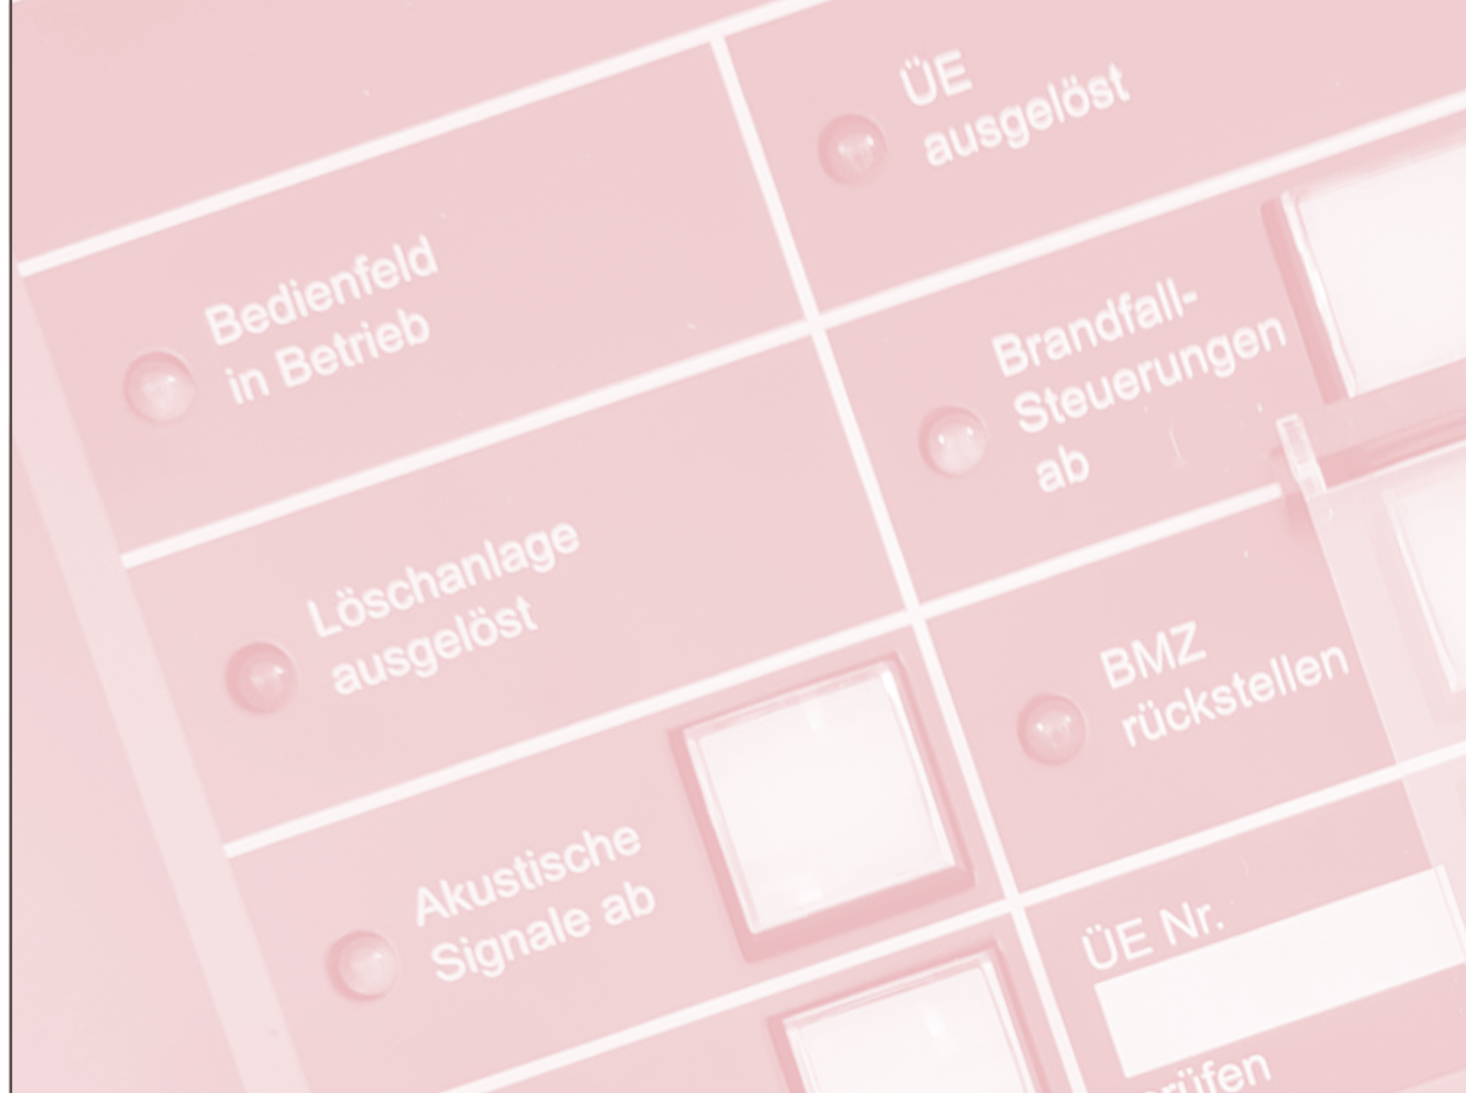 ÜE
ausgelöst
Bedienfeld
in Betrieb
Brandfall-
Steuerungen
ab
Löschanlage
ausgelöst
BMZ
rückstellen
Akustische
Signale ab
ÜE Nr.